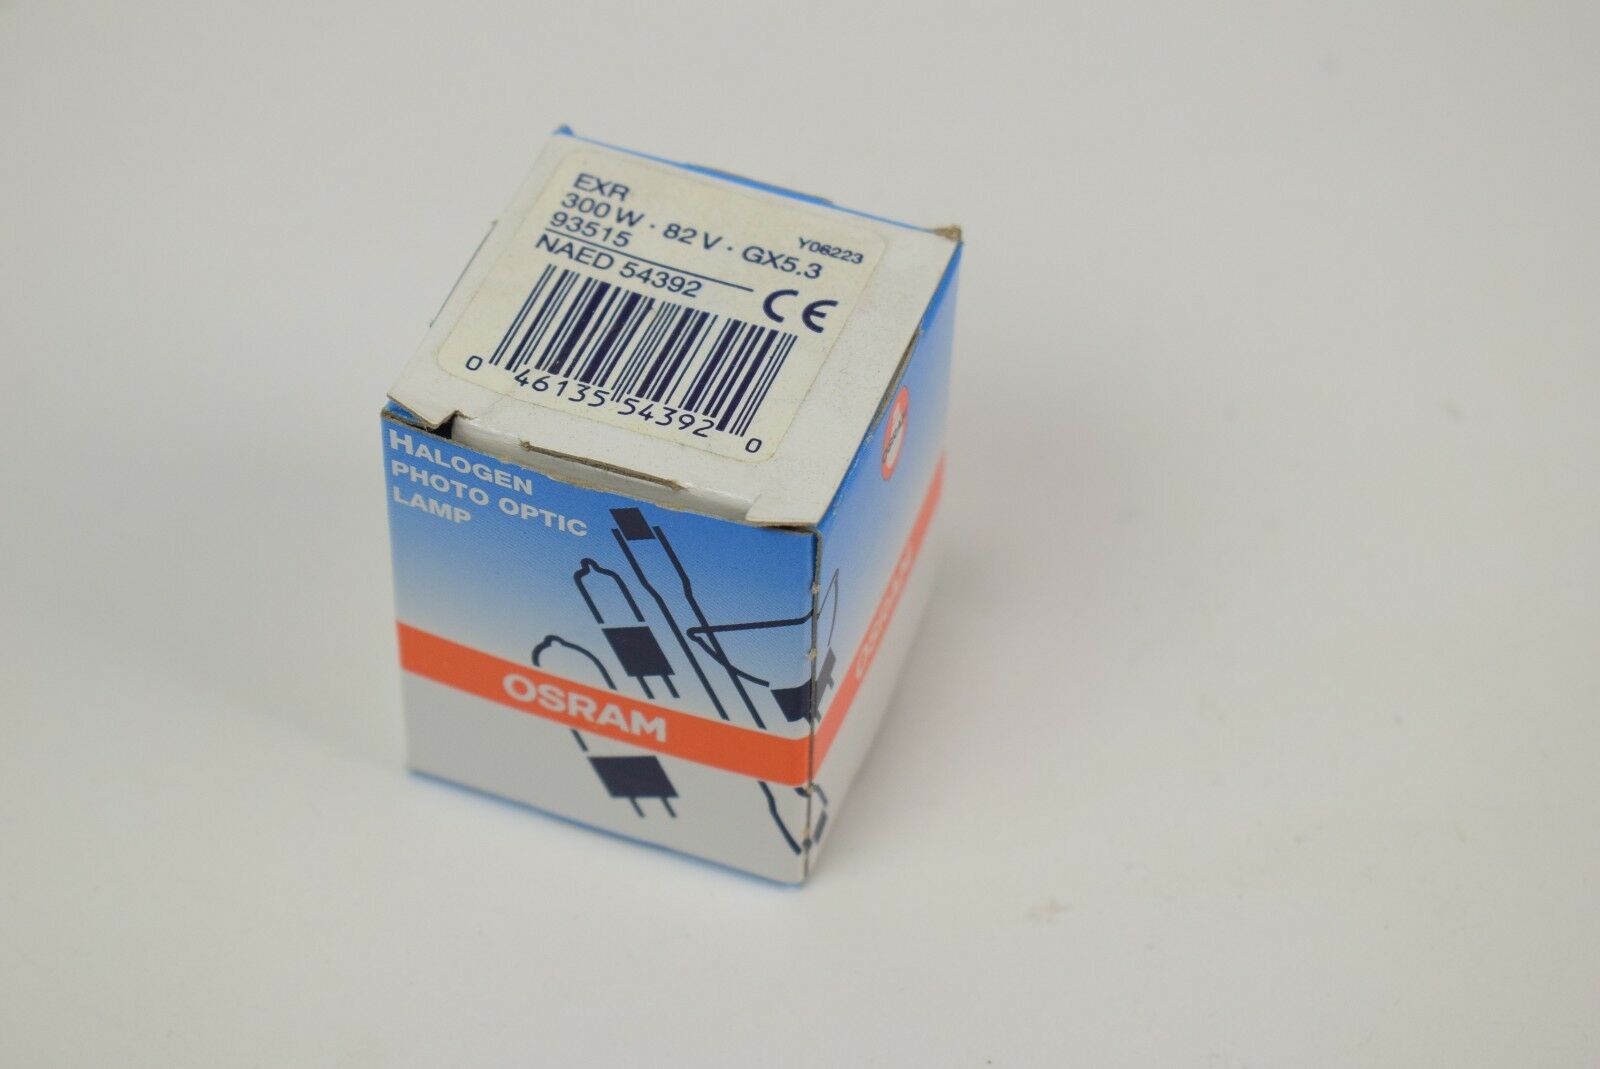 EXR
300 W · 82 V · GX5.3
Y06223
93515
NAED 54392
CE
0 46135 54392 0
HALOGEN
PHOTO OPTIC
LAMP
OSRAM
OSRAM